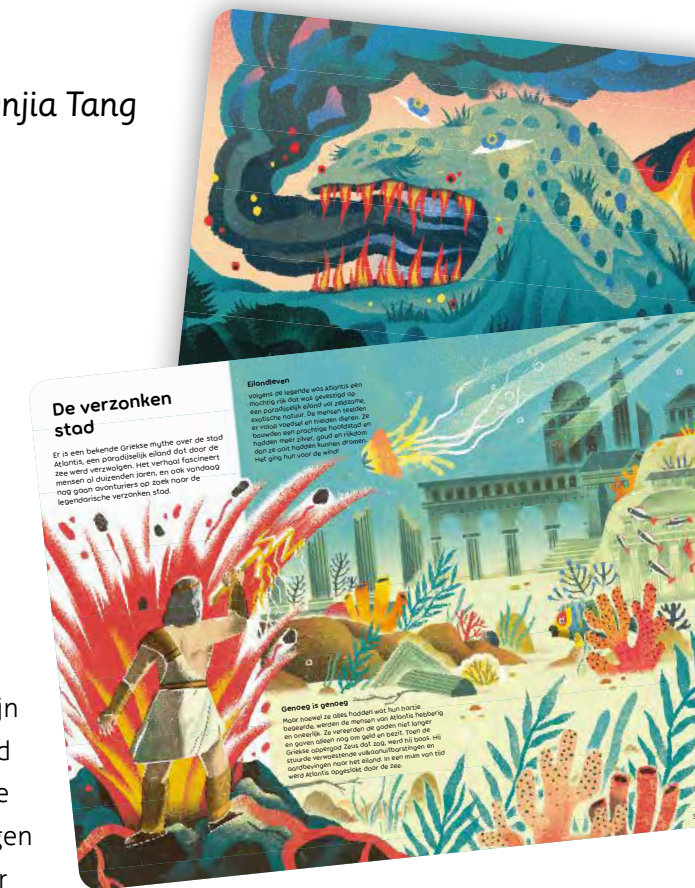 njia Tang
De verzonken
stad
Er is een bekende Griekse mythe over de stad
Atlantis, een paradijselijk eiland dat door de
zee werd verzwolgen. Het verhaal fascineert
mensen al duizenden jaren, en ook vandaag
nog gaan avonturiers op zoek naar de
legendarische verzonken stad.
Eilandleven
Volgens de legende was Atlantis een
machtig rijk dat was gevestigd op
een paradijselijk eiland vol zeldzame,
exotische natuur. De mensen teelden
er volop voedsel en hielden dieren. Ze
bouwden een prachtige hoofdstad en
hadden meer zilver, goud en rijkdom
dan ze ooit hadden kunnen dromen.
Het ging hun voor de wind!
Genoeg is genoeg
Maar hoewel ze alles hadden wat hun hartje
begeerde, werden de mensen van Atlantis hebberig
en oneerlijk. Ze vereerden de goden niet langer
en gaven alleen nog om geld en bezit. Toen de
Griekse oppergod Zeus dat zag, werd hij boos. Hij
stuurde verwoestende vulkaanuitbarstingen en
aardbevingen naar het eiland. In een mum van tijd
werd Atlantis opgeslokt door de zee.
jn
d
e
gen
r